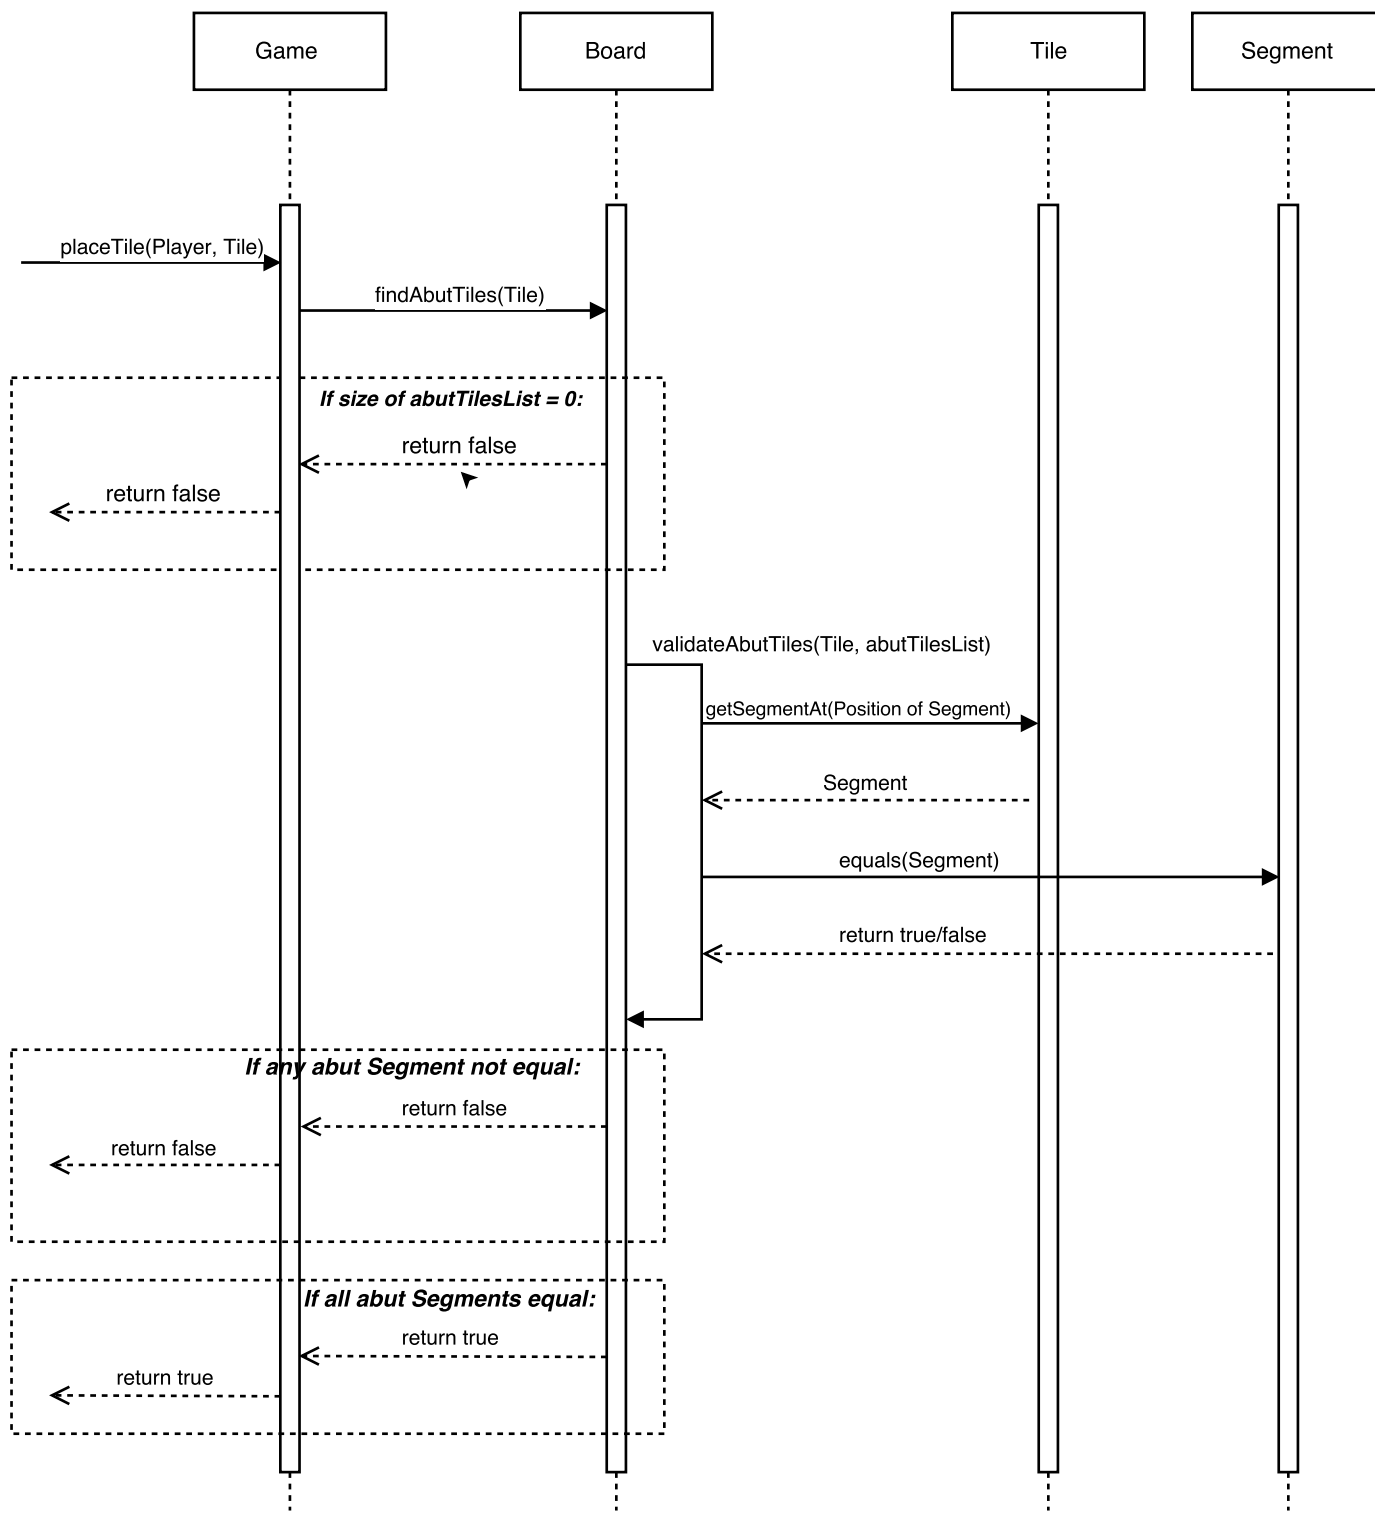 Game
Board
Tile
Segment
placeTile(Player, Tile)
findAbutTiles(Tile)
If size of abutTilesList = 0:
return false
return false
validateAbutTiles(Tile, abutTilesList)
getSegmentAt(Position of Segment)
Segment
equals(Segment)
return true/false
If any abut Segment not equal:
return false
return false
If all abut Segments equal:
return true
return true